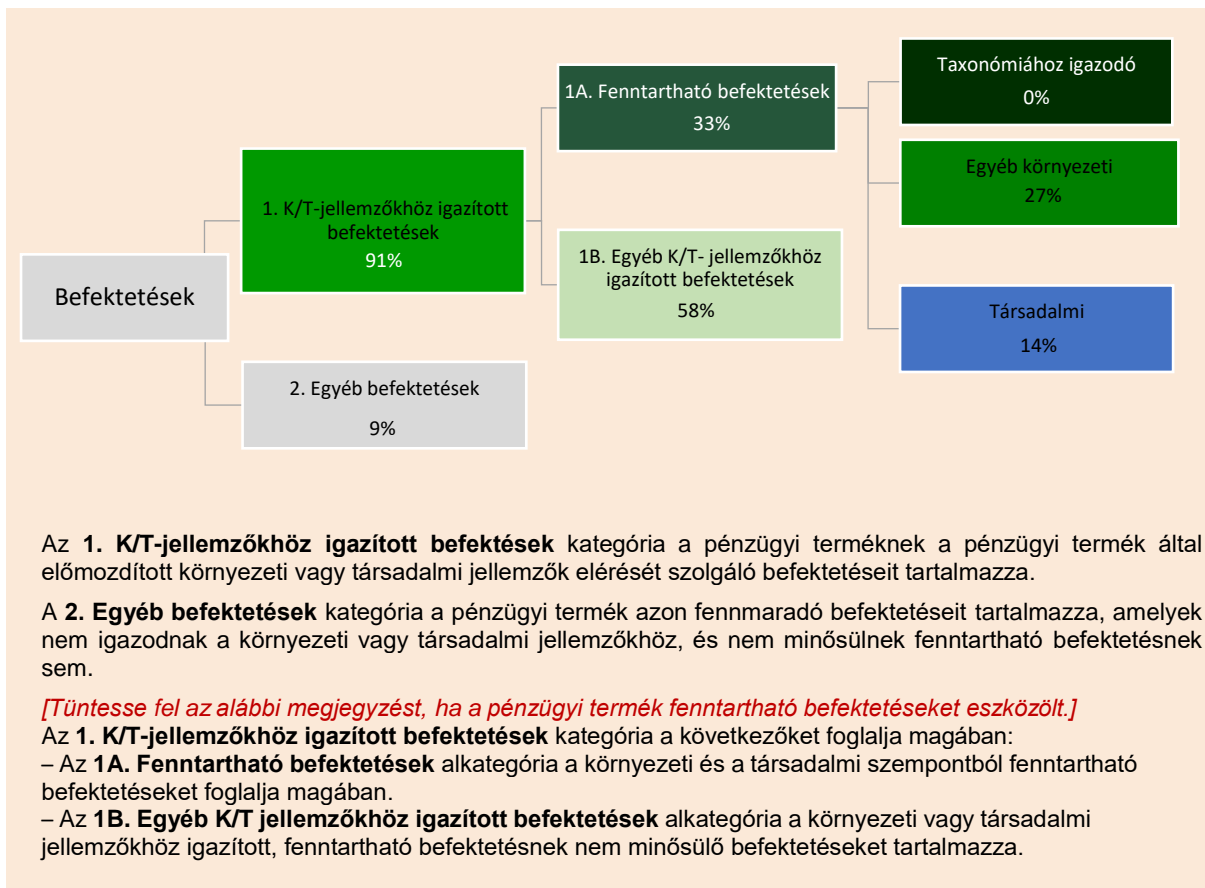 Befektetések
1. K/T-jellemzőkhöz igazított
befektetések
91%
2. Egyéb befektetések
9%
1A. Fenntartható befektetések
33%
1B. Egyéb K/T- jellemzőkhöz
igazított befektetések
58%
Taxonómiához igazodó
0%
Egyéb környezeti
27%
Társadalmi
14%
Az 1. K/T-jellemzőkhöz igazított befektésések kategória a pénzügyi terméknek a pénzügyi termék által
előmozdított környezeti vagy társadalmi jellemzők elérését szolgáló befektetéseit tartalmazza.
A 2. Egyéb befektetések kategória a pénzügyi termék azon fennmaradó befektetéseit tartalmazza, amelyek
nem igazodnak a környezeti vagy társadalmi jellemzőkhöz, és nem minősülnek fenntartható befektetésnek
sem.
[Tüntesse fel az alábbi megjegyzést, ha a pénzügyi termék fenntartható befektetéseket eszközölt.]
Az 1. K/T-jellemzőkhöz igazított befektetések kategória a következőket foglalja magában:
– Az 1A. Fenntartható befektetések alkategória a környezeti és a társadalmi szempontból fenntartható
befektetéseket foglalja magában.
– Az 1B. Egyéb K/T jellemzőkhöz igazított befektetések alkategória a környezeti vagy társadalmi
jellemzőkhöz igazított, fenntartható befektetésnek nem minősülő befektetéseket tartalmazza.